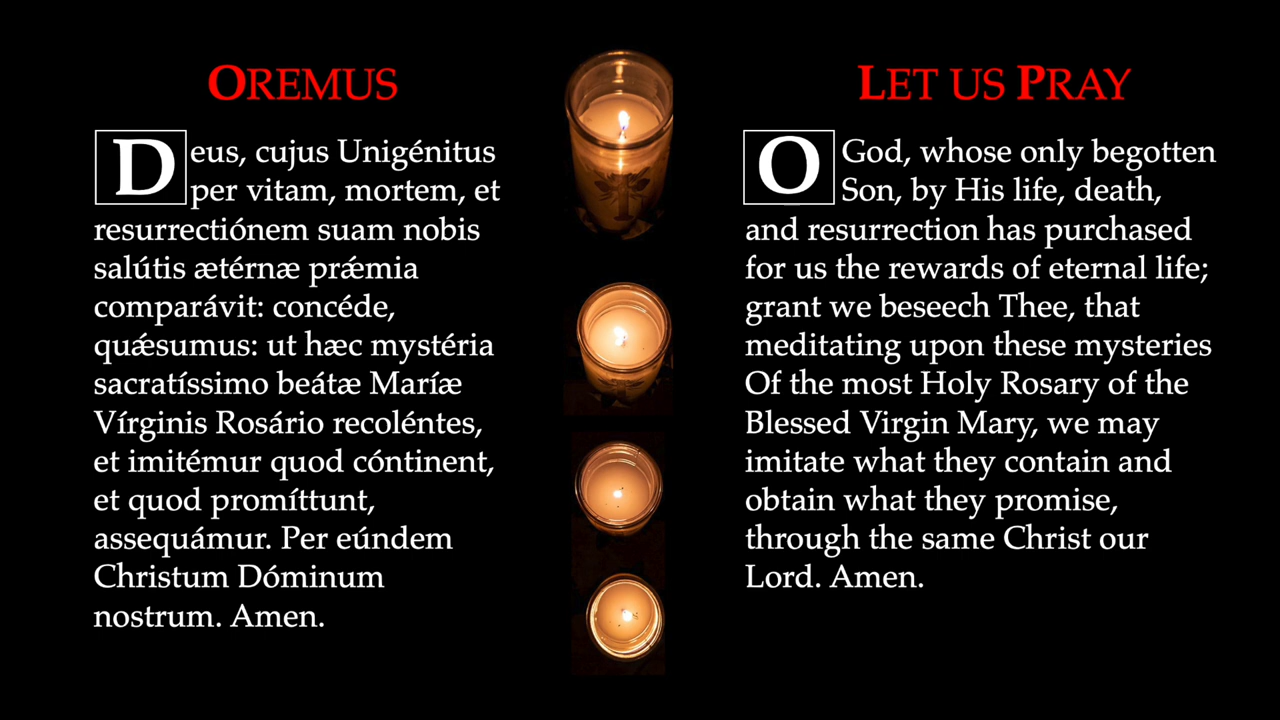 OREMUS
Deus, cujus Unigénitus
per vitam, mortem, et
resurrectiónem suam nobis
salútis ætérnæ prǽmia
comparávit: concéde,
quǽsumus: ut hæc mystéria
sacratíssimo beátæ Maríæ
Vírginis Rosário recoléntes,
et imitémur quod cóntinent,
et quod promíttunt,
assequámur. Per eúndem
Christum Dóminum
nostrum. Amen.
LET US PRAY
O God, whose only begotten
Son, by His life, death,
and resurrection has purchased
for us the rewards of eternal life;
grant we beseech Thee, that
meditating upon these mysteries
Of the most Holy Rosary of the
Blessed Virgin Mary, we may
imitate what they contain and
obtain what they promise,
through the same Christ our
Lord. Amen.